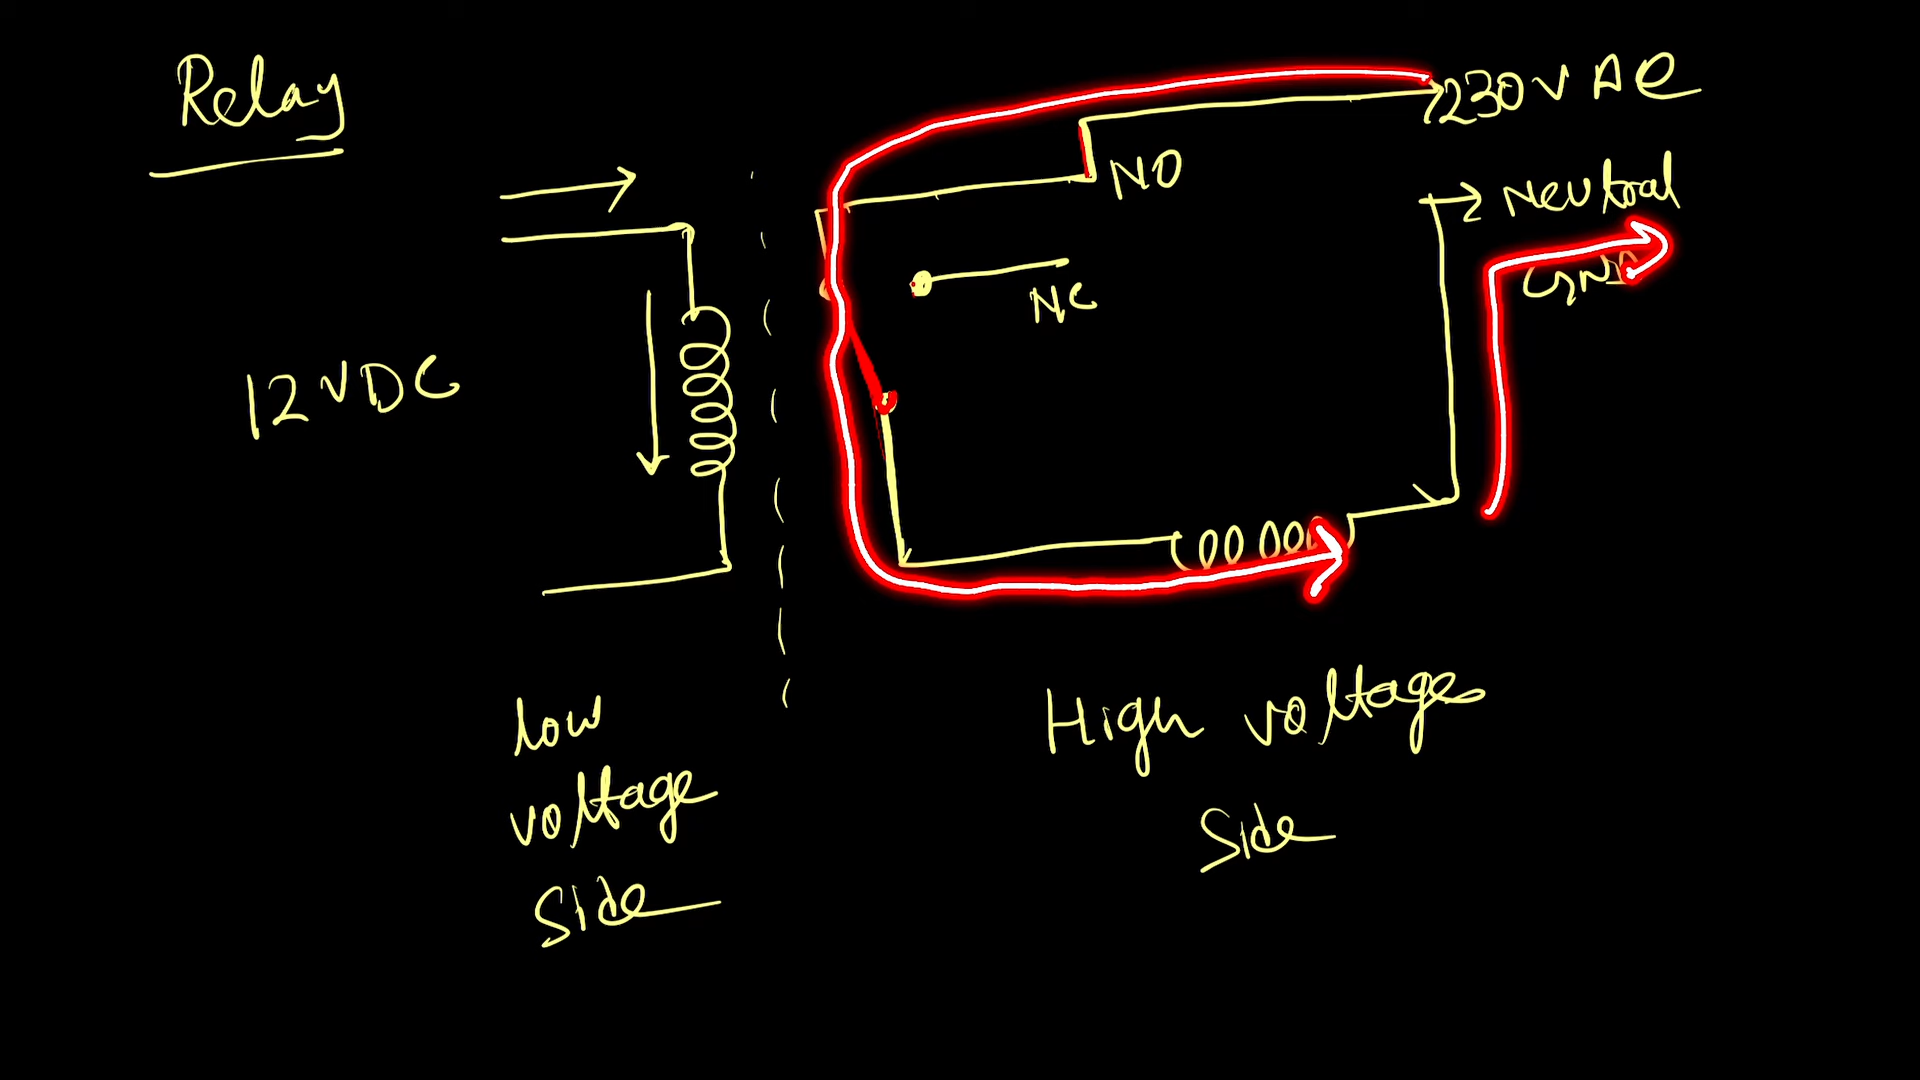 Relay
230V AC
NO
Neutral
GND
NC
12VDC
Low
voltage
Side
High voltage
Side